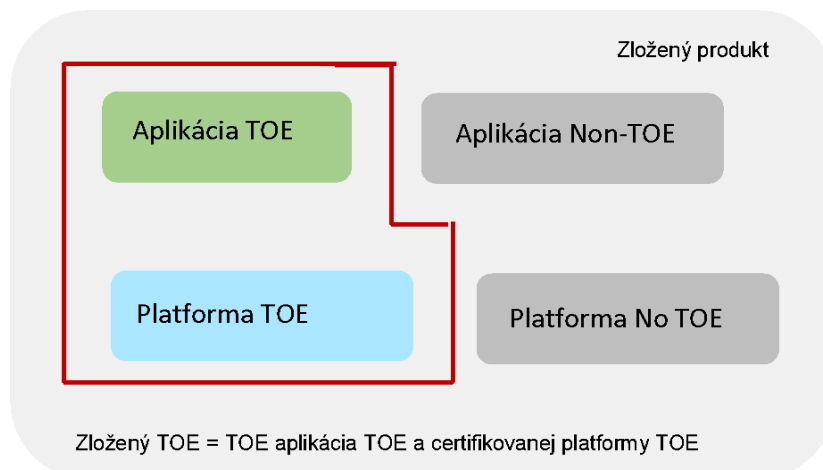 Zložený produkt
Aplikácia TOE
Aplikácia Non-TOE
Platforma TOE
Platforma No TOE
Zložený TOE = TOE aplikácia TOE a certifikovanej platformy TOE